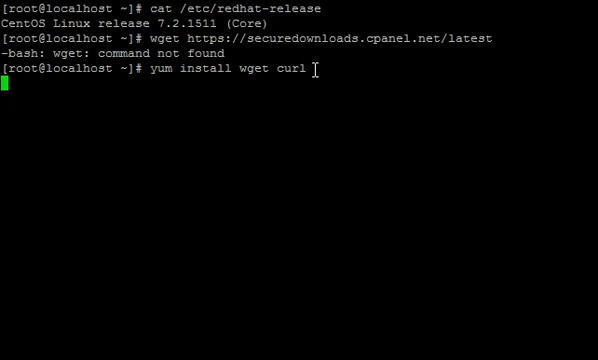 [root@localhost ~]# cat /etc/redhat-release
CentOS Linux release 7.2.1511 (Core)
[root@localhost ~]# wget https://securedownloads.cpanel.net/latest
-bash: wget: command not found
[root@localhost ~]# yum install wget curl